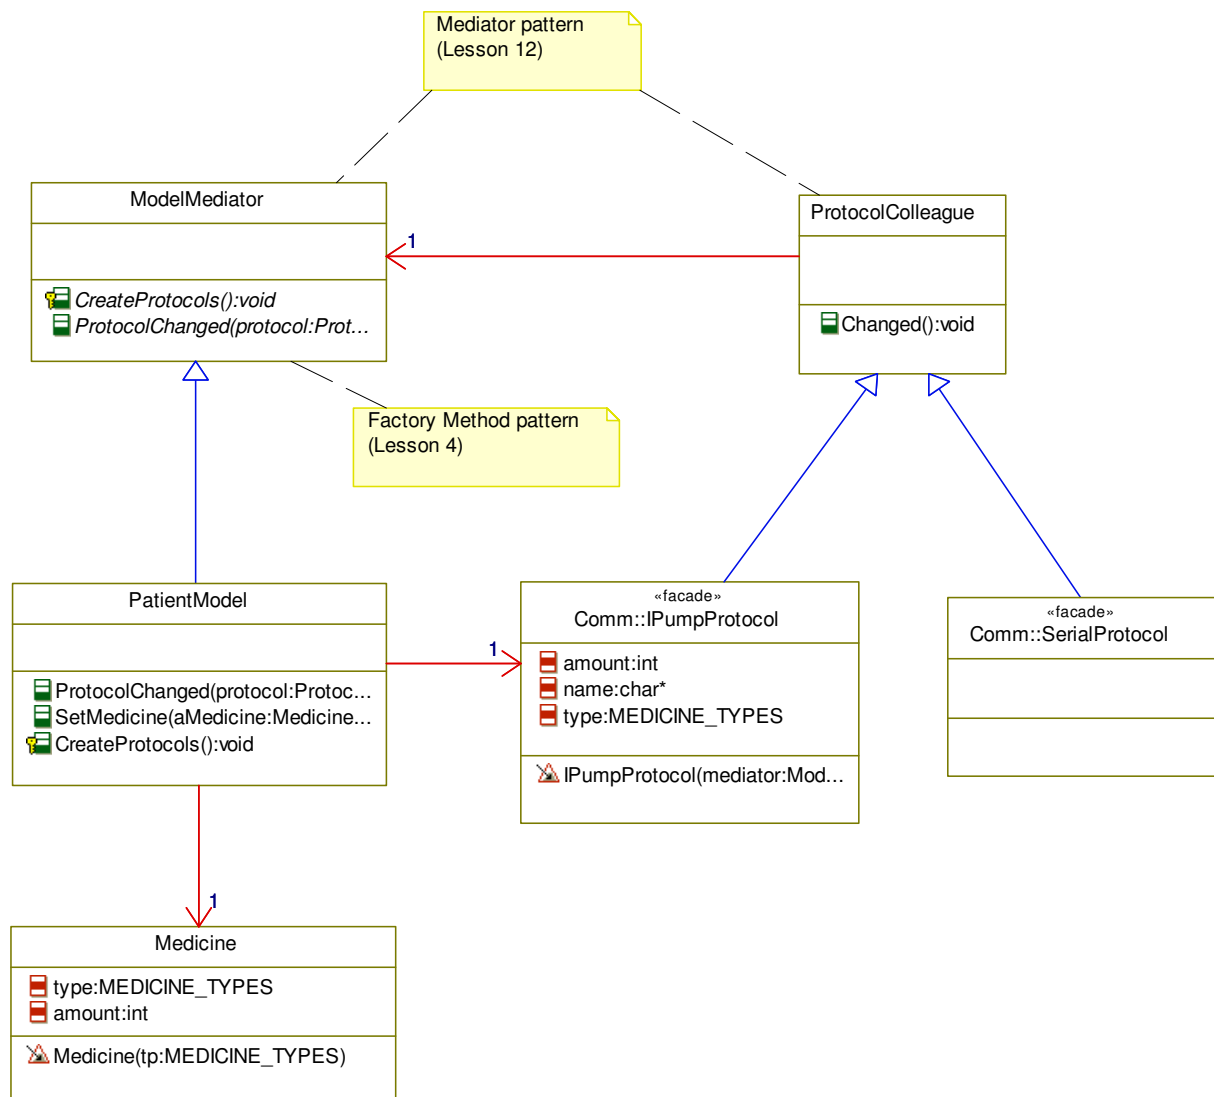 Mediator pattern
(Lesson 12)
ModelMediator
CreateProtocols():void
ProtocolChanged(protocol:Prot...
1
ProtocolColleague
Changed():void
Factory Method pattern
(Lesson 4)
PatientModel
ProtocolChanged(protocol:Protoc...
SetMedicine(aMedicine:Medicine...
CreateProtocols():void
1
«facade»
Comm::IPumpProtocol
amount:int
name:char*
type:MEDICINE_TYPES
IPumpProtocol(mediator:Mod...
«facade»
Comm::SerialProtocol
1
Medicine
type:MEDICINE_TYPES
amount:int
Medicine(tp:MEDICINE_TYPES)